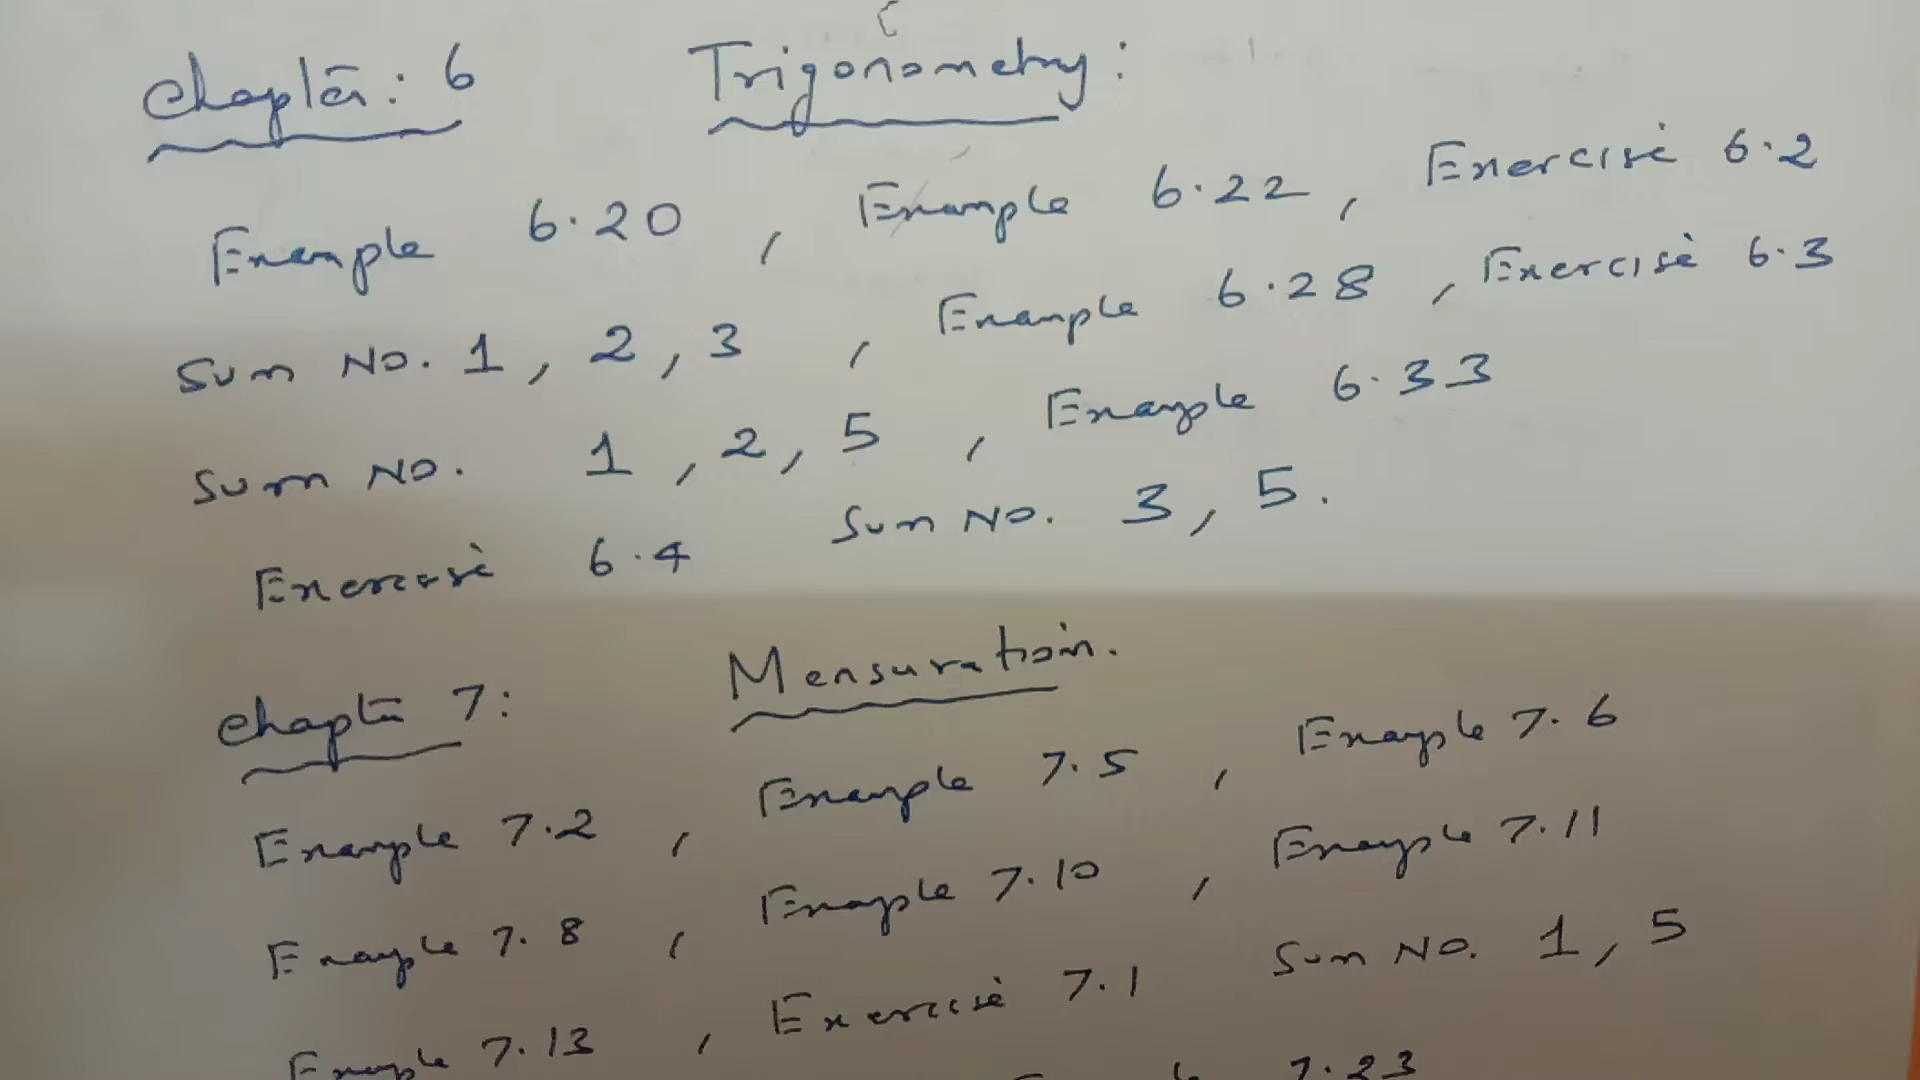 Chapter: 6 Trigonometry:
Example 6.20, Example 6.22, Exercise 6.2
Sum No. 1, 2, 3, Example 6.28, Exercise 6.3
Sum No. 1, 2, 5, Example 6.33
Exercise 6.4 Sum No. 3, 5.
Chapter 7: Mensuration.
Example 7.2, Example 7.5, Example 7.6
Example 7.8, Example 7.10, Example 7.11
Example 7.13, Exercise 7.1 Sum No. 1, 5
7.23